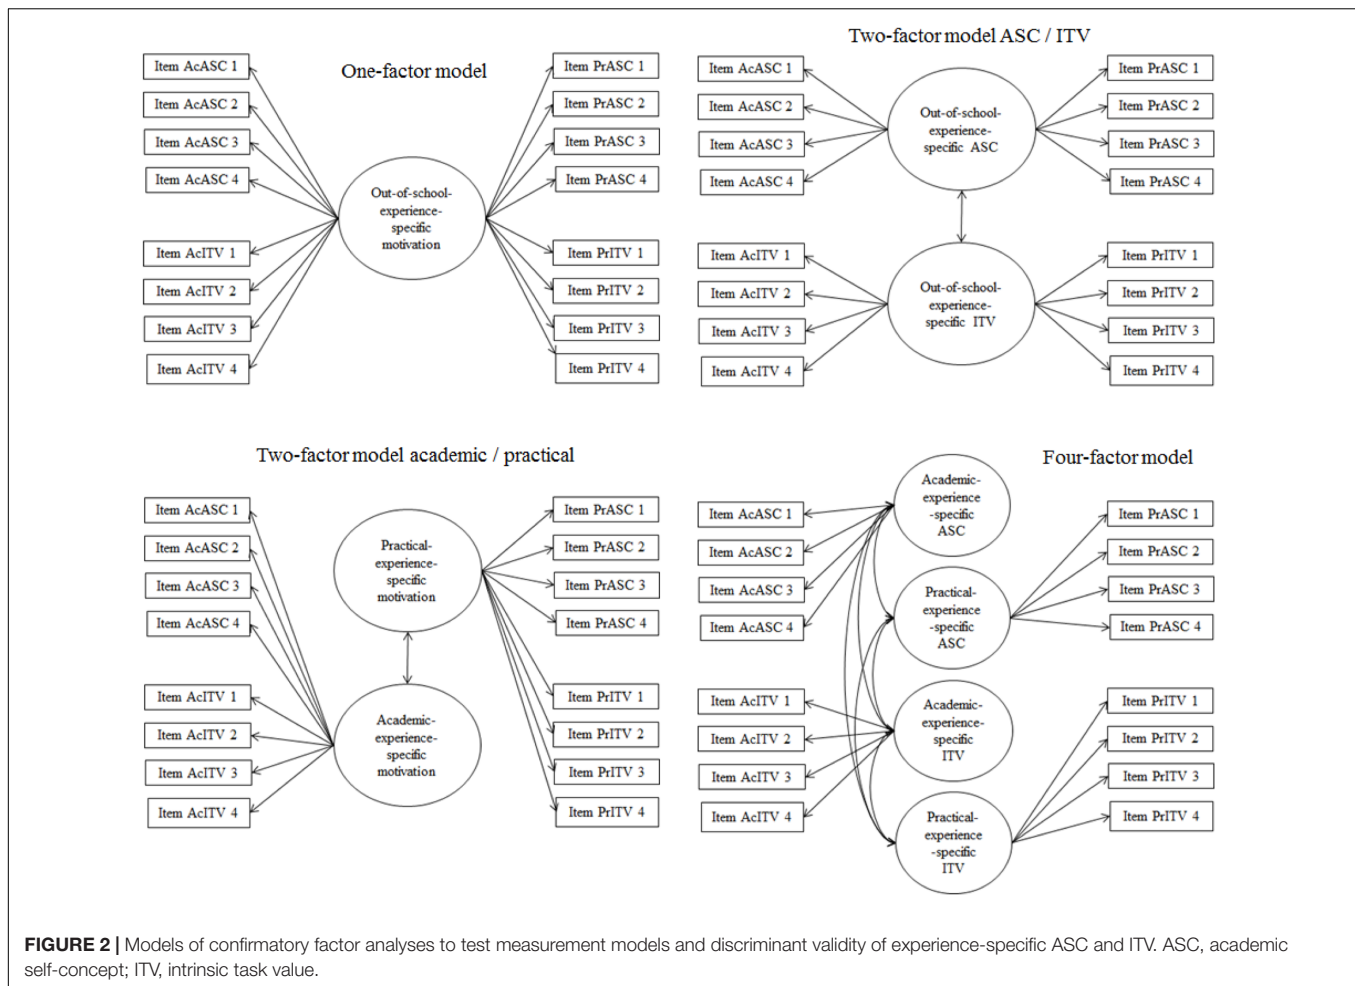 One-factor model
Item AcASC 1
Item AcASC 2
Item AcASC 3
Item AcASC 4
Item AcITV 1
Item AcITV 2
Item AcITV 3
Item AcITV 4
Out-of-school-
experience-
specific
motivation
Item PrASC 1
Item PrASC 2
Item PrASC 3
Item PrASC 4
Item PrITV 1
Item PrITV 2
Item PrITV 3
Item PrITV 4
Two-factor model ASC / ITV
Item AcASC 1
Item AcASC 2
Item AcASC 3
Item AcASC 4
Item AcITV 1
Item AcITV 2
Item AcITV 3
Item AcITV 4
Out-of-school-
experience-
specific ASC
Out-of-school-
experience-
specific ITV
Item PrASC 1
Item PrASC 2
Item PrASC 3
Item PrASC 4
Item PrITV 1
Item PrITV 2
Item PrITV 3
Item PrITV 4
Two-factor model academic / practical
Item AcASC 1
Item AcASC 2
Item AcASC 3
Item AcASC 4
Item AcITV 1
Item AcITV 2
Item AcITV 3
Item AcITV 4
Practical-
experience-
specific
motivation
Academic-
experience-
specific
motivation
Item PrASC 1
Item PrASC 2
Item PrASC 3
Item PrASC 4
Item PrITV 1
Item PrITV 2
Item PrITV 3
Item PrITV 4
Four-factor model
Item AcASC 1
Item AcASC 2
Item AcASC 3
Item AcASC 4
Item AcITV 1
Item AcITV 2
Item AcITV 3
Item AcITV 4
Academic-
experience
-specific
ASC
Practical-
experience
-specific
ASC
Academic-
experience-
specific
ITV
Practical-
experience
-specific
ITV
Item PrASC 1
Item PrASC 2
Item PrASC 3
Item PrASC 4
Item PrITV 1
Item PrITV 2
Item PrITV 3
Item PrITV 4
FIGURE 2 | Models of confirmatory factor analyses to test measurement models and discriminant validity of experience-specific ASC and ITV. ASC, academic
self-concept; ITV, intrinsic task value.